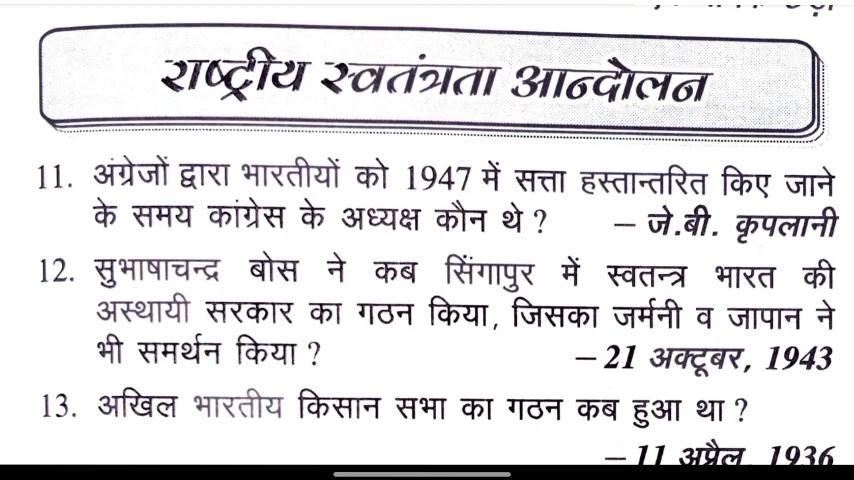 राष्ट्रीय स्वतंत्रता आन्दोलन
11. अंग्रेजों द्वारा भारतीयों को 1947 में सत्ता हस्तान्तरित किए जाने
के समय कांग्रेस के अध्यक्ष कौन थे ? – जे.बी. कृपलानी
12. सुभाषाचन्द्र बोस ने कब सिंगापुर में स्वतन्त्र भारत की
अस्थायी सरकार का गठन किया, जिसका जर्मनी व जापान ने
भी समर्थन किया ? – 21 अक्टूबर, 1943
13. अखिल भारतीय किसान सभा का गठन कब हुआ था ?
– 11 अप्रैल, 1936